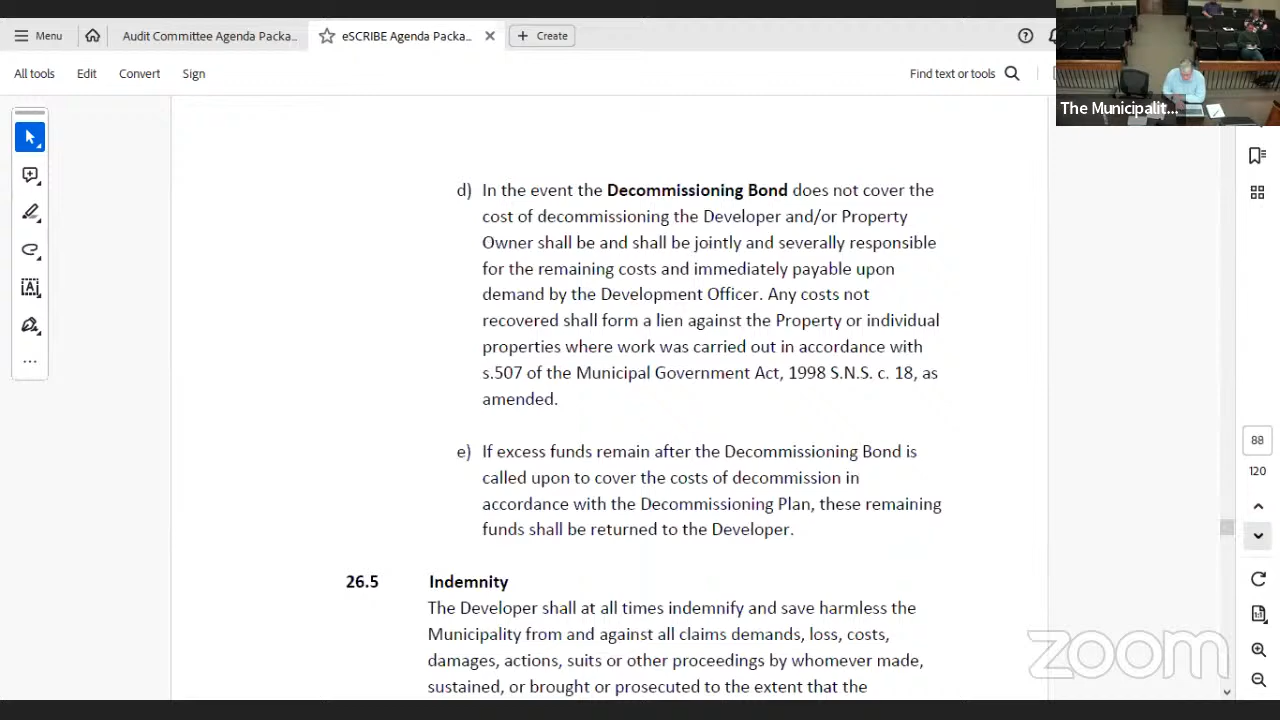 Menu
Audit Committee Agenda Packa...
eSCRIBE Agenda Packa...
Create
All tools
Edit
Convert
Sign
Find text or tools
The Municipalit...
d) In the event the Decommissioning Bond does not cover the
cost of decommissioning the Developer and/or Property
Owner shall be and shall be jointly and severally responsible
for the remaining costs and immediately payable upon
demand by the Development Officer. Any costs not
recovered shall form a lien against the Property or individual
properties where work was carried out in accordance with
s.507 of the Municipal Government Act, 1998 S.N.S. c. 18, as
amended.
e) If excess funds remain after the Decommissioning Bond is
called upon to cover the costs of decommission in
accordance with the Decommissioning Plan, these remaining
funds shall be returned to the Developer.
88
120
26.5 Indemnity
The Developer shall at all times indemnify and save harmless the
Municipality from and against all claims demands, loss, costs,
damages, actions, suits or other proceedings by whomever made,
sustained, or brought or prosecuted to the extent that the
zoom